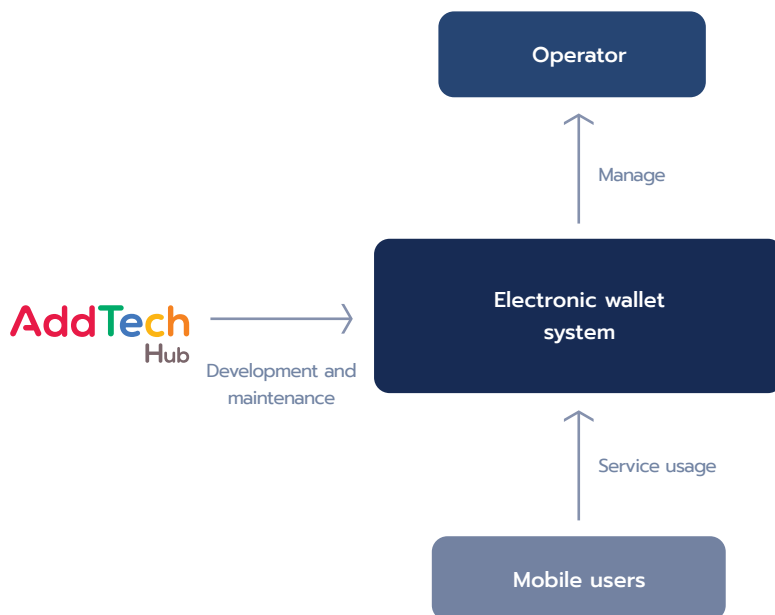 Operator
Manage
Electronic wallet
system
AddTech
Hub
Development and
maintenance
Service usage
Mobile users